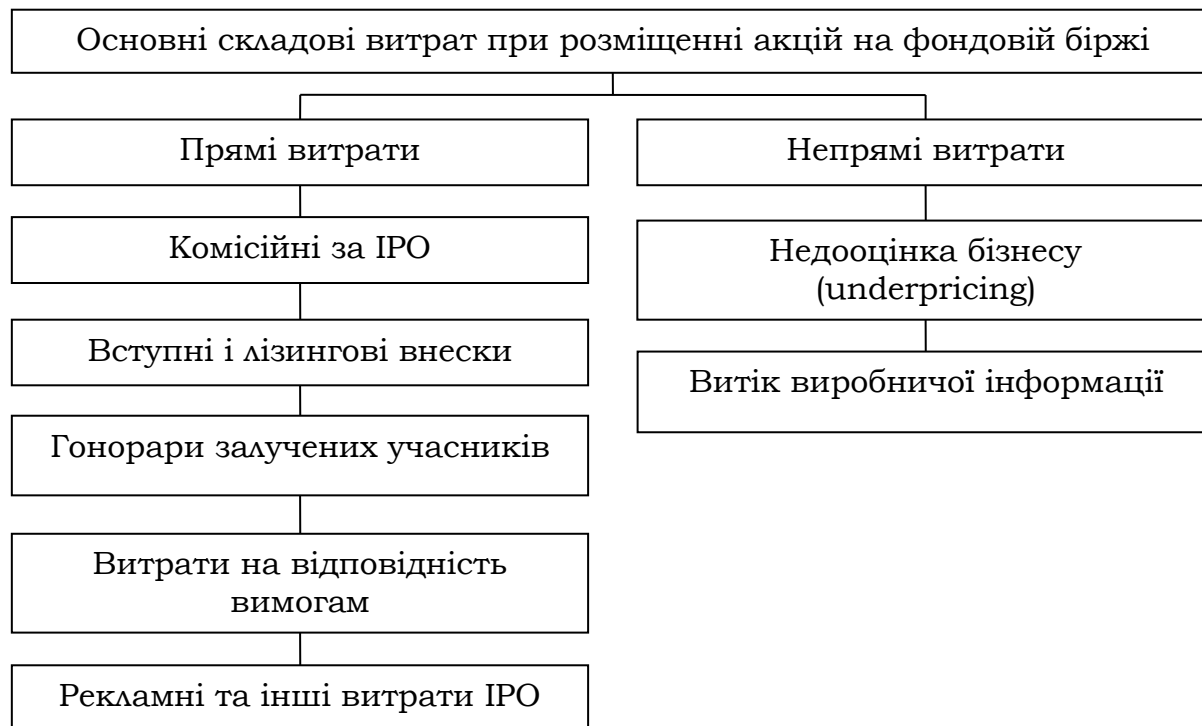 Основні складові витрат при розміщенні акцій на фондовій біржі
Прямі витрати
Непрямі витрати
Комісійні за IPO
Недооцінка бізнесу
(underpricing)
Вступні і лізингові внески
Витік виробничої інформації
Гонорари залучених учасників
Витрати на відповідність
вимогам
Рекламні та інші витрати IPO